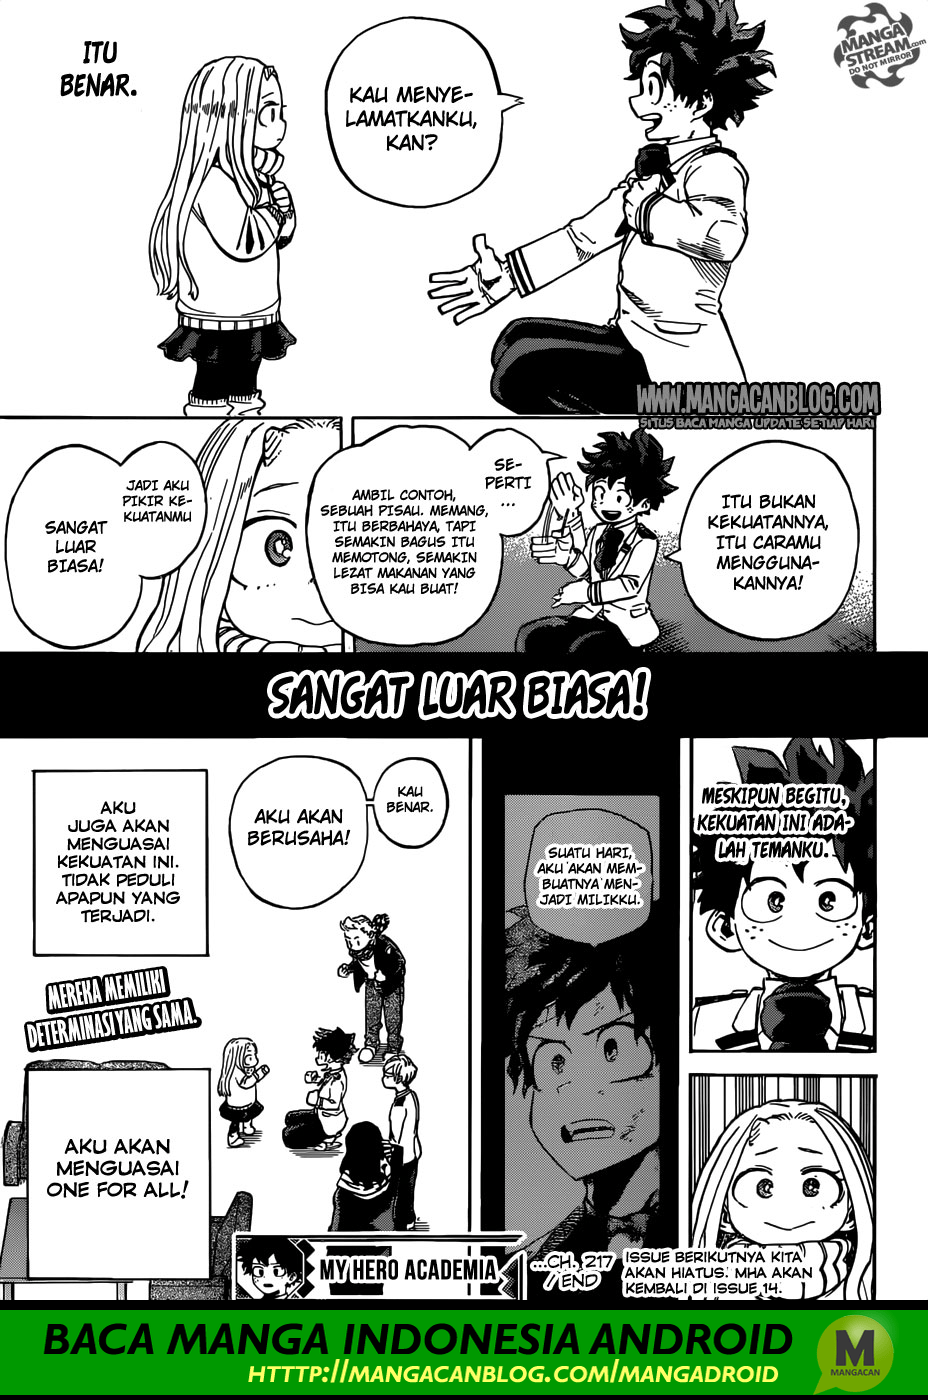 MANGA
STREAM.com
DO NOT MIRROR
KAU MENYE-
LAMATKANKU,
KAN?
ITU
BENAR.
WWW.MANGACANBLOG.COM
SITUS BACA MANGA UPDATE SETIAP HARI
ITU BUKAN
KEKUATANNYA,
ITU CARAMU
MENGGUNA-
KANNYA!
SE-
PERTI
...
AMBIL CONTOH,
SEBUAH PISAU. MEMANG,
ITU BERBAHAYA, TAPI
SEMAKIN BAGUS ITU
MEMOTONG, SEMAKIN
LEZAT MAKANAN YANG
BISA KAU BUAT!
JADI AKU
PIKIR KE-
KUATANMU
SANGAT
LUAR
BIASA!
SANGAT LUAR BIASA!
MESKIPUN BEGITU,
KEKUATAN INI ADA-
LAH TEMANKU.
SUATU HARI,
AKU AKAN MEM-
BUATNYA MEN-
JADI MILIKKU.
KAU
BENAR.
AKU AKAN
BERUSAHA!
AKU
JUGA AKAN
MENGUASAI
KEKUATAN INI.
TIDAK PEDULI
APAPUN YANG
TERJADI.
MEREKA MEMILIKI
DETERMINASI YANG SAMA.
AKU AKAN
MENGUASAI
ONE FOR ALL!
MY HERO ACADEMIA
...CH. 217
/ END
ISSUE BERIKUTNYA KITA
AKAN HIATUS. MHA AKAN
KEMBALI DI ISSUE 14.
BACA MANGA INDONESIA ANDROID
HTTTP://MANGACANBLOG.COM/MANGADROID
M
MANGACAN